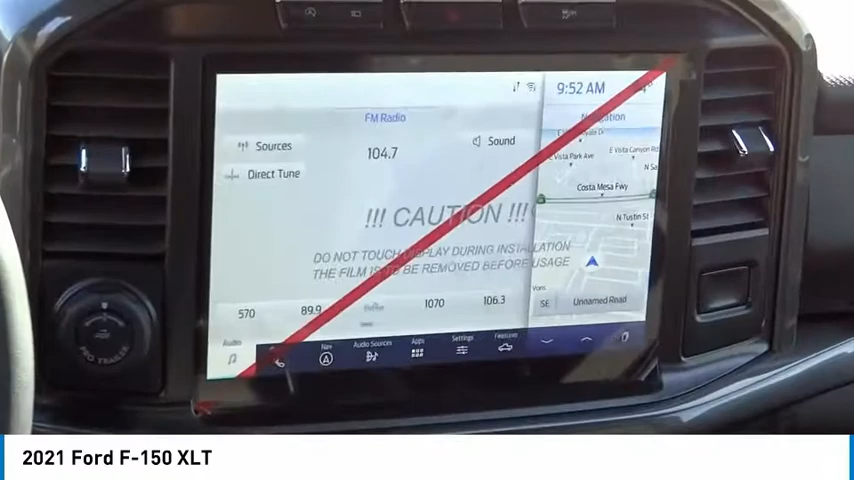 9:52 AM
FM Radio
Navigation
Sources
104.7
Sound
E Vista Canyon Rd
Direct Tune
E Vista Park Ave
N Sa
Costa Mesa Fwy
!!! CAUTION !!!
N Tustin St
DO NOT TOUCH DISPLAY DURING INSTALLATION
THE FILM IS TO BE REMOVED BEFORE USAGE
Vons
570
89.9
1070
106.3
SE
Unnamed Road
Audio
Nav
Audio Sources
Apps
Settings
Features
PRO TRAILER
2021 Ford F-150 XLT